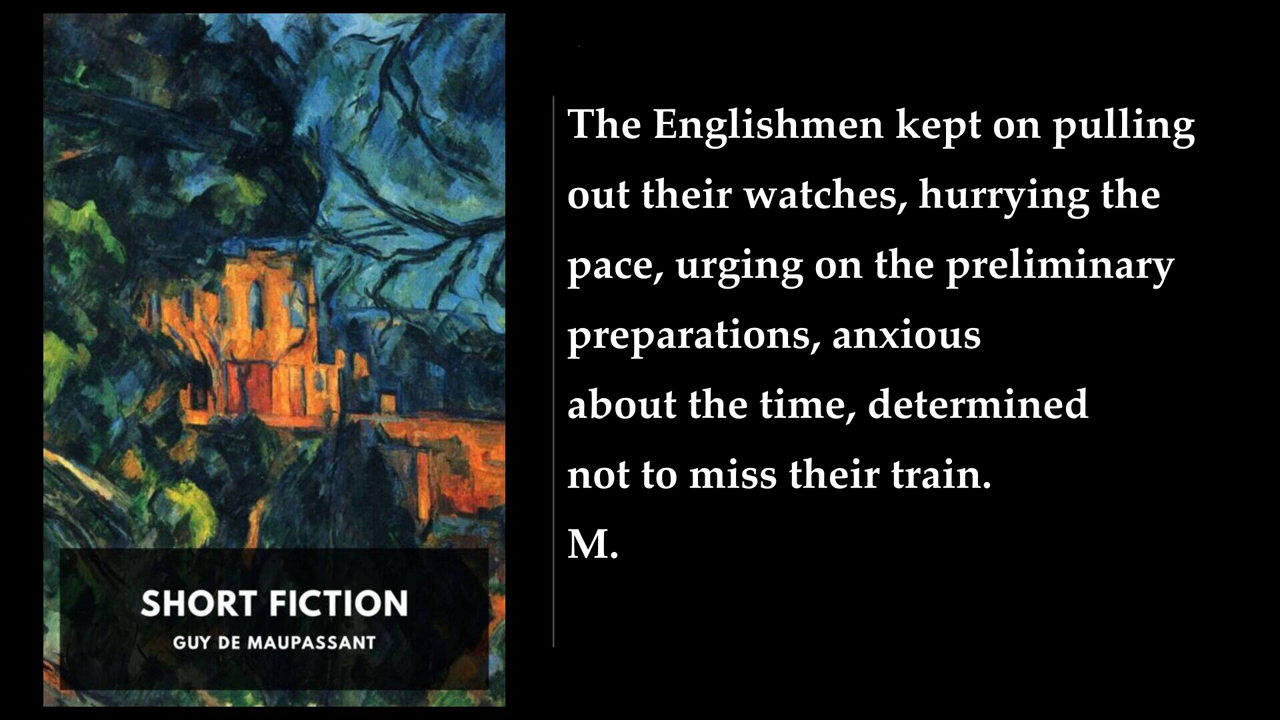 The Englishmen kept on pulling
out their watches, hurrying the
pace, urging on the preliminary
preparations, anxious
about the time, determined
not to miss their train.
M.
SHORT FICTION
GUY DE MAUPASSANT